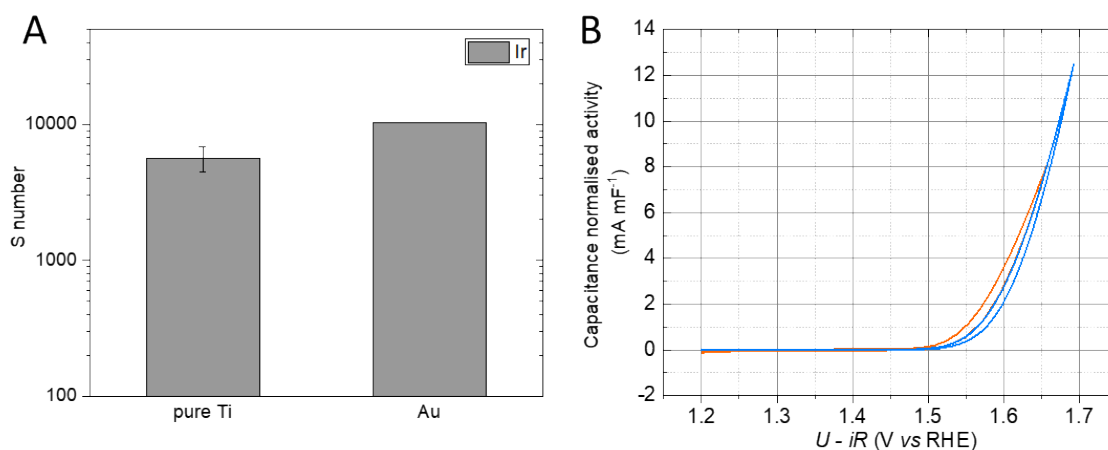 A
Ir
S number
10000
1000
100
pure Ti
Au
B
Capacitance normalised activity
(mA mF-1)
14
12
10
8
6
4
2
0
-2
1.2
1.3
1.4
1.5
1.6
1.7
U - iR (V vs RHE)